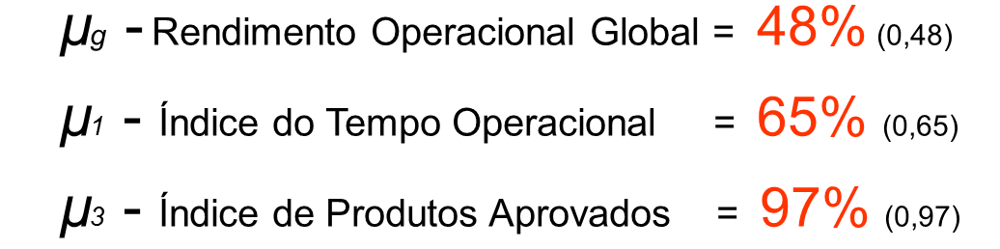 μg - Rendimento Operacional Global = 48% (0,48)
μ1 - Índice do Tempo Operacional = 65% (0,65)
μ3 - Índice de Produtos Aprovados = 97% (0,97)